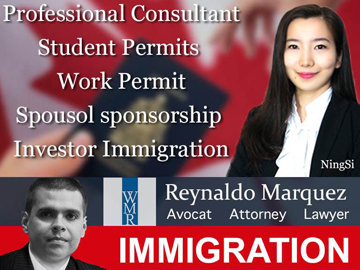 Professional Consultant
Student Permits
Work Permit
Spousol sponsorship
Investor Immigration
NingSi
WMR
Reynaldo Marquez
Avocat Attorney Lawyer
IMMIGRATION